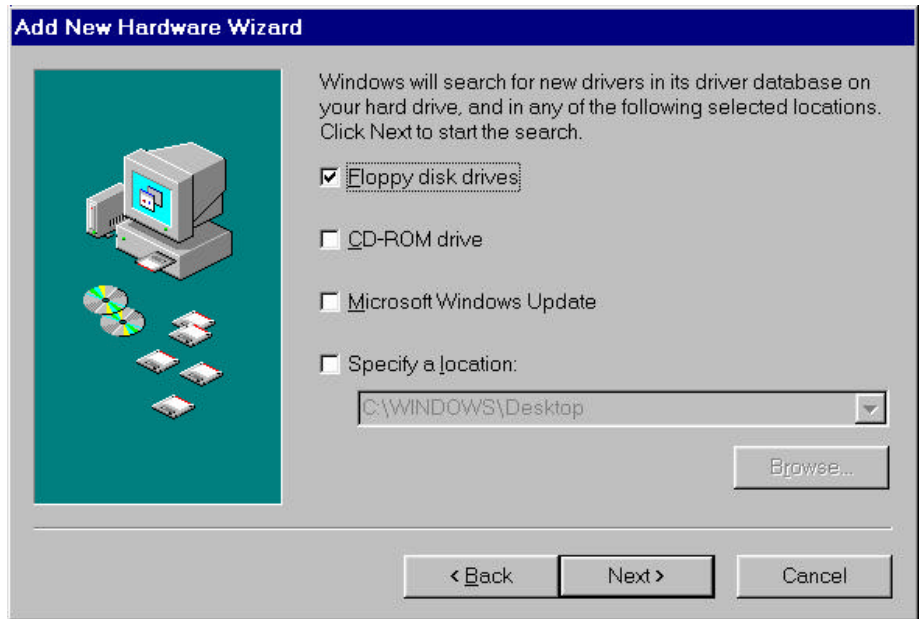 Add New Hardware Wizard
Windows will search for new drivers in its driver database on
your hard drive, and in any of the following selected locations.
Click Next to start the search.
Floppy disk drives
CD-ROM drive
Microsoft Windows Update
Specify a location:
C:\WINDOWS\Desktop
Browse...
< Back
Next >
Cancel